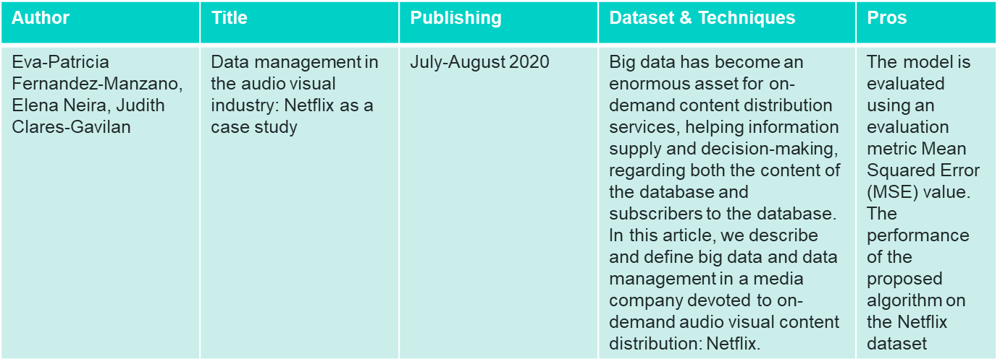 Author
Title
Publishing
Dataset & Techniques
Pros
Eva-Patricia
Fernandez-Manzano,
Elena Neira, Judith
Clares-Gavilan
Data management in
the audio visual
industry: Netflix as a
case study
July-August 2020
Big data has become an
enormous asset for on-
demand content distribution
services, helping information
supply and decision-making,
regarding both the content of
the database and
subscribers to the database.
In this article, we describe
and define big data and data
management in a media
company devoted to on-
demand audio visual content
distribution: Netflix.
The model is
evaluated
using an
evaluation
metric Mean
Squared Error
(MSE) value.
The
performance
of the
proposed
algorithm on
the Netflix
dataset